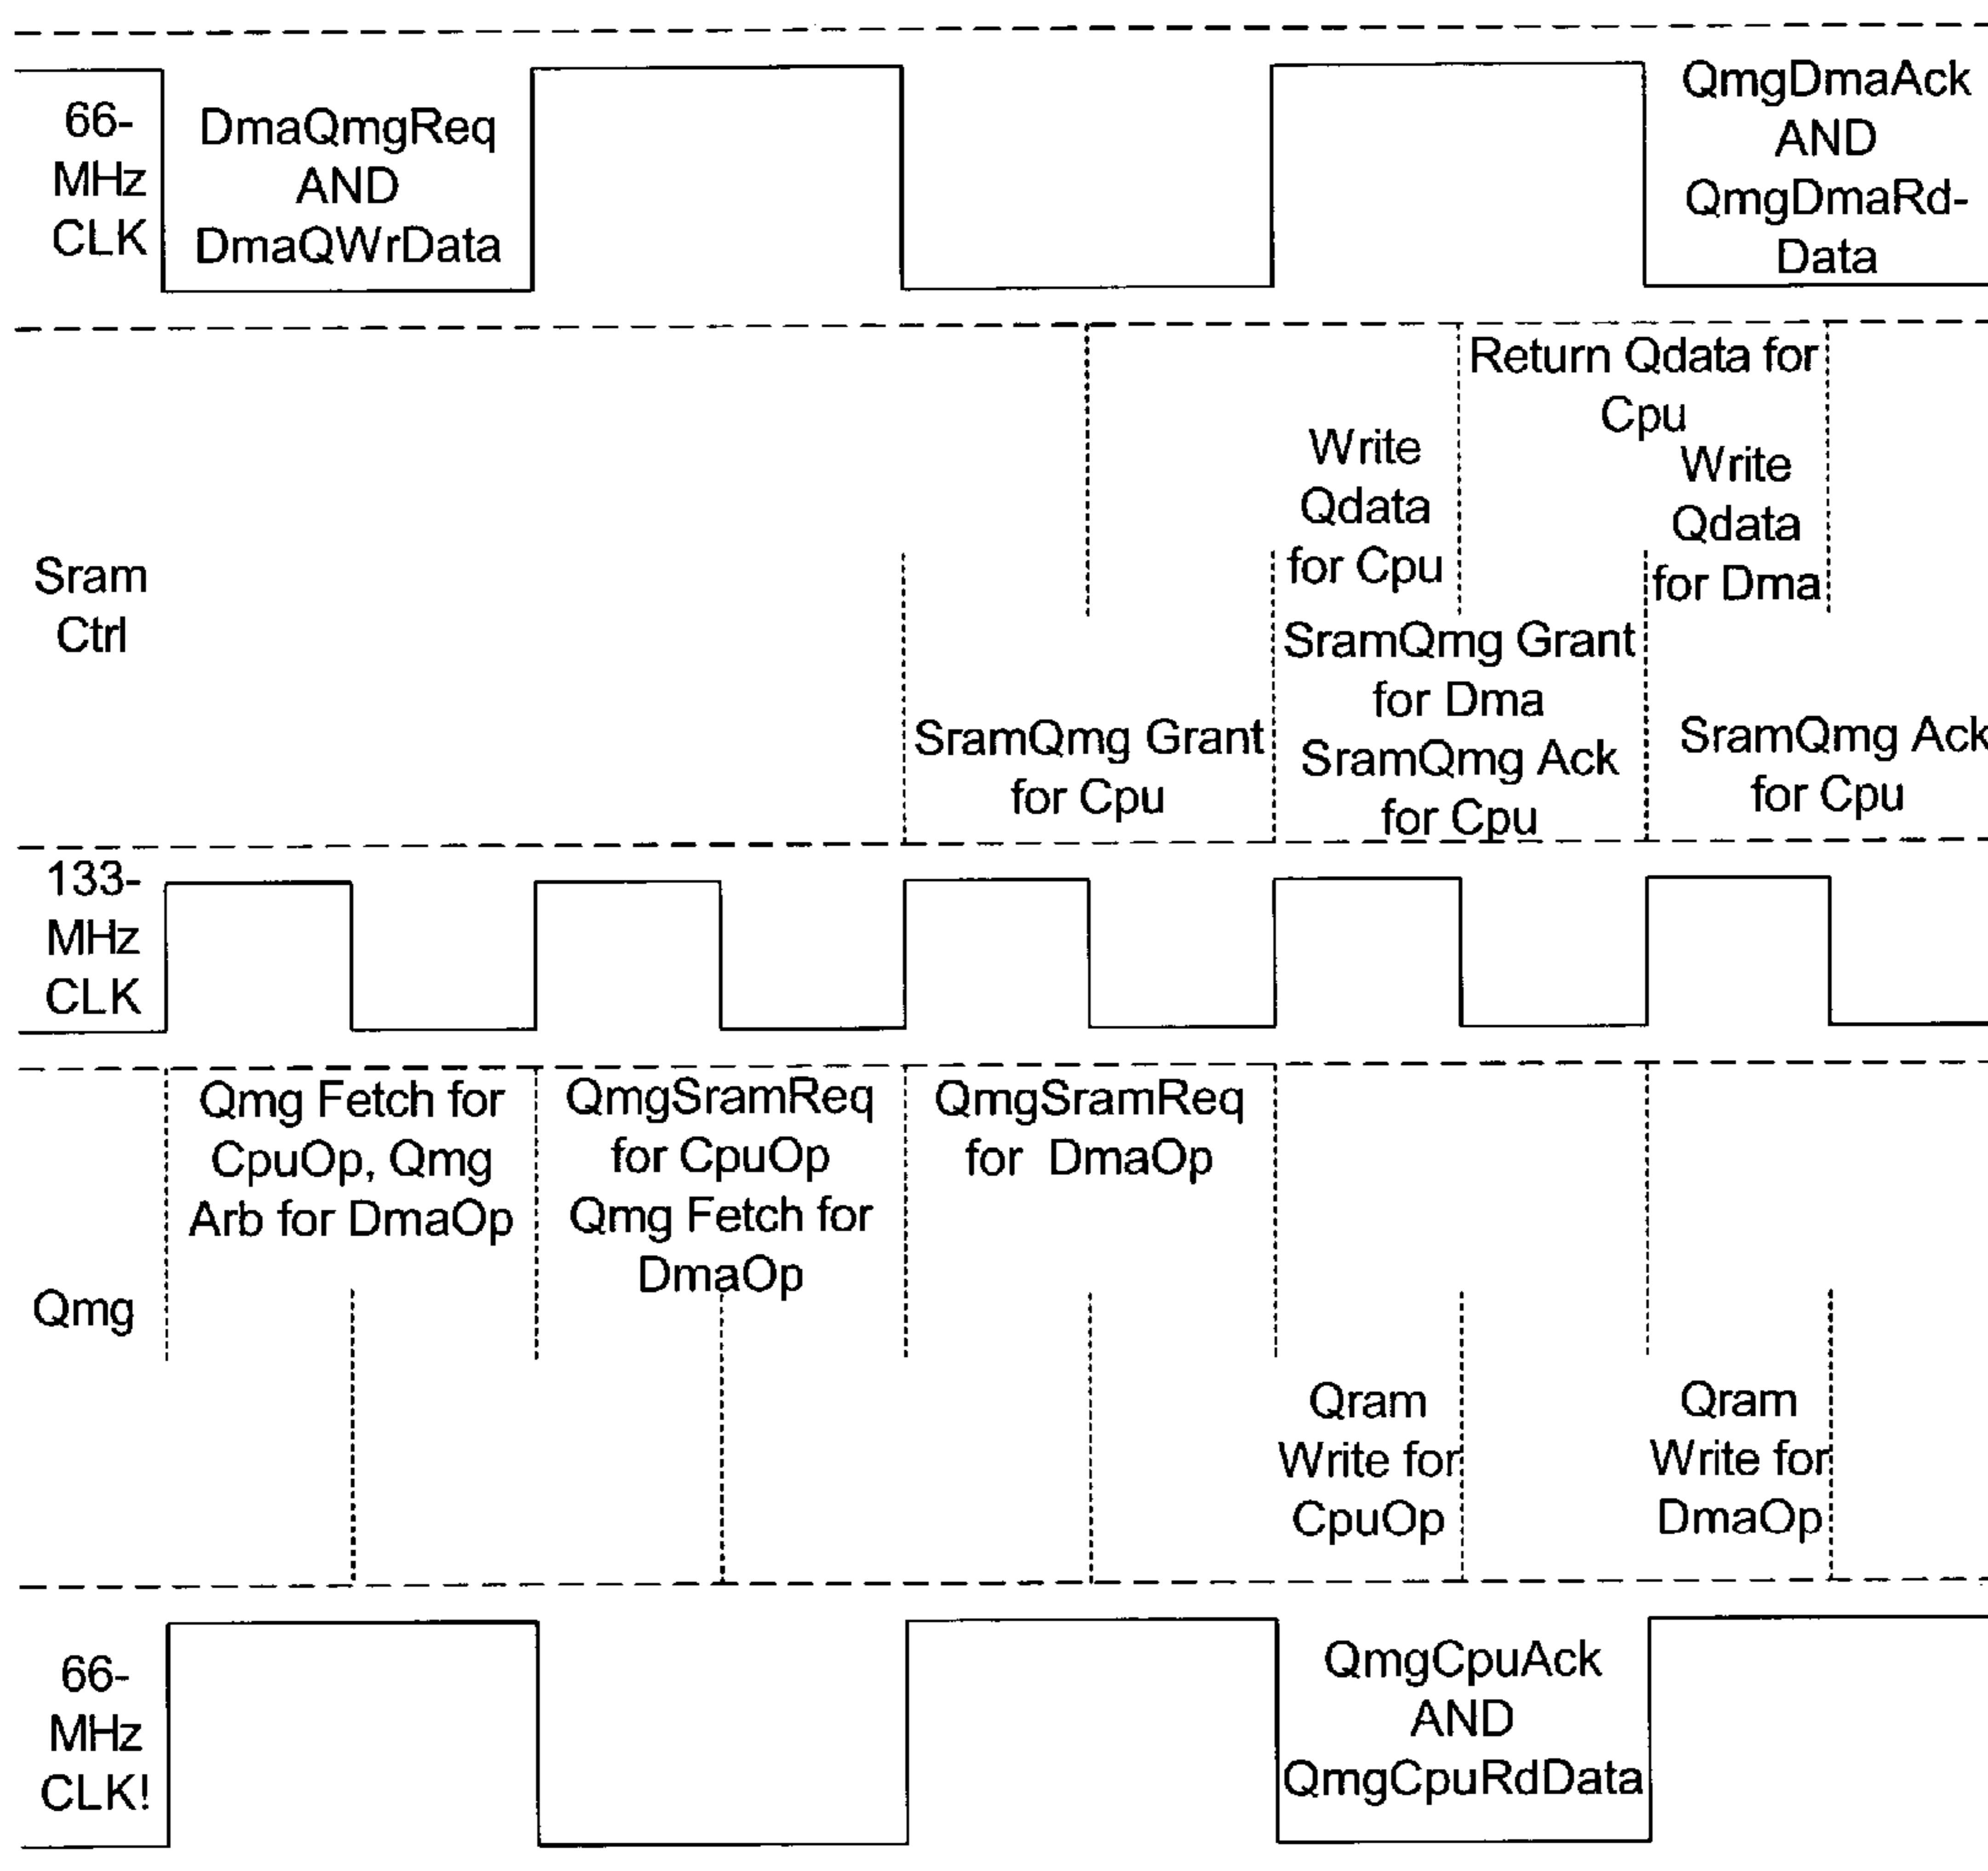 66-
MHz
CLK
DmaQmgReq
AND
DmaQWrData
QmgDmaAck
AND
QmgDmaRd-
Data
Sram
Ctrl
SramQmg Grant
for Cpu
Write
Qdata
for Cpu
SramQmg Grant
for Dma
SramQmg Ack
for Cpu
Return Qdata for
Cpu
Write
Qdata
for Dma
SramQmg Ack
for Cpu
133-
MHz
CLK
Qmg
Qmg Fetch for
CpuOp, Qmg
Arb for DmaOp
QmgSramReq
for CpuOp
Qmg Fetch for
DmaOp
QmgSramReq
for DmaOp
Qram
Write for
CpuOp
Qram
Write for
DmaOp
66-
MHz
CLK!
QmgCpuAck
AND
QmgCpuRdData